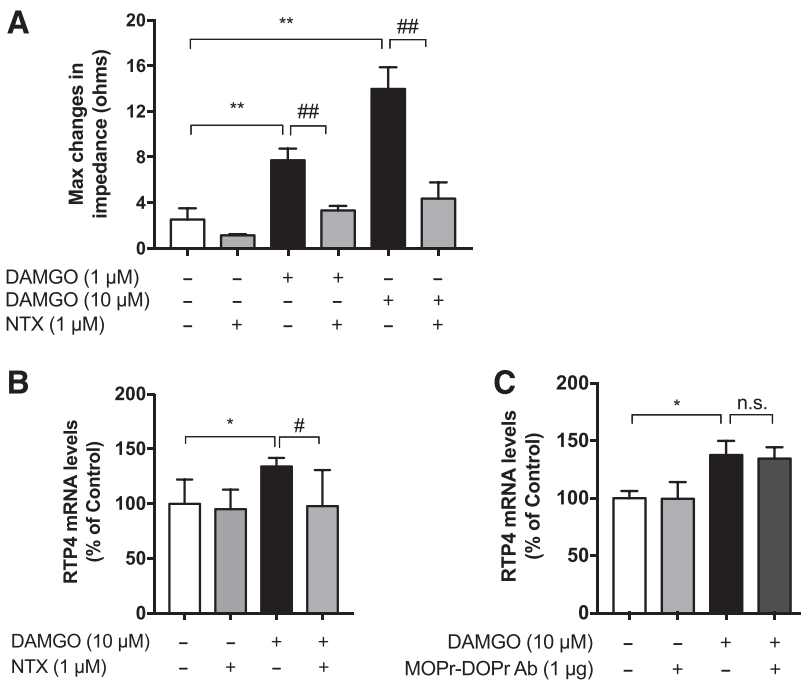 A
Max changes in
impedance (ohms)
20
16
12
8
4
0
**
##
**
##
DAMGO (1 µM) – – + + – –
DAMGO (10 µM) – – – – + +
NTX (1 µM) – + – + – +
B
RTP4 mRNA levels
(% of Control)
200
150
100
50
0
*
#
DAMGO (10 µM) – – + +
NTX (1 µM) – + – +
C
RTP4 mRNA levels
(% of Control)
200
150
100
50
0
*
n.s.
DAMGO (10 µM) – – + +
MOPr-DOPr Ab (1 µg) – + – +